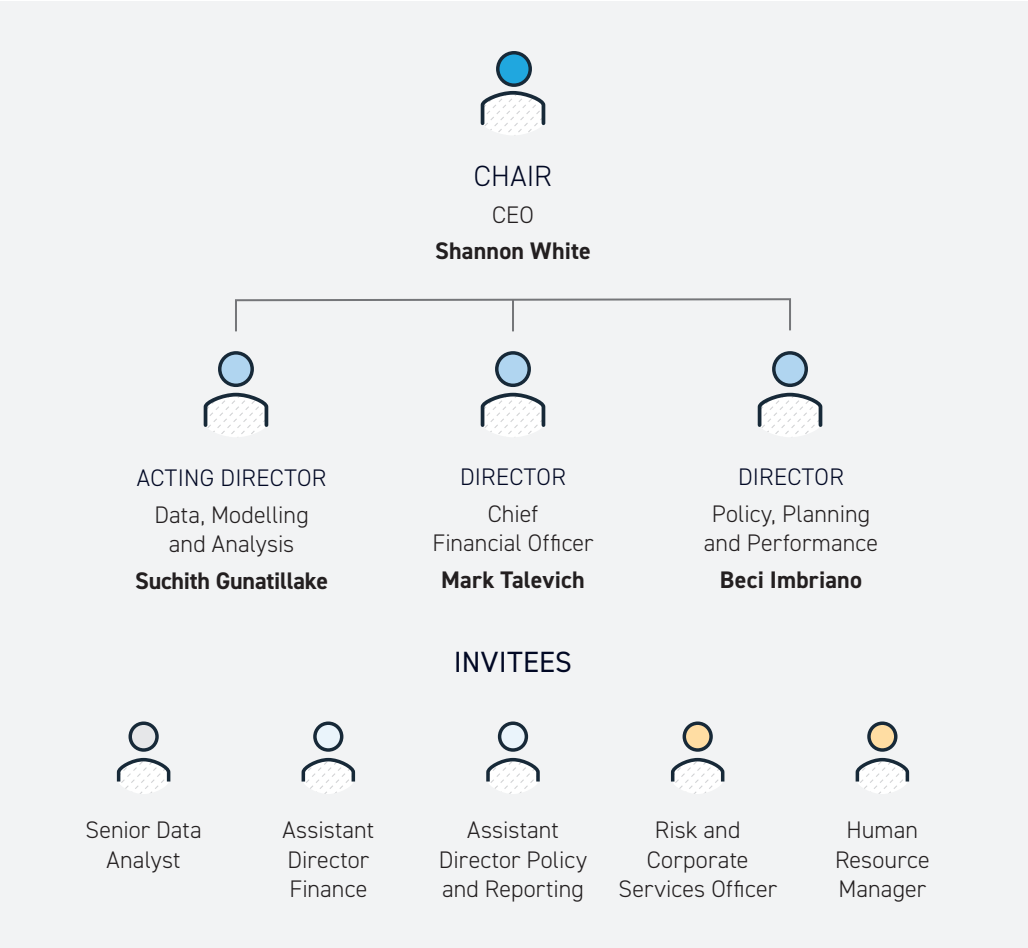 CHAIR
CEO
Shannon White
ACTING DIRECTOR
Data, Modelling
and Analysis
Suchith Gunatillake
DIRECTOR
Chief
Financial Officer
Mark Talevich
DIRECTOR
Policy, Planning
and Performance
Beci Imbriano
INVITEES
Senior Data
Analyst
Assistant
Director
Finance
Assistant
Director Policy
and Reporting
Risk and
Corporate
Services Officer
Human
Resource
Manager